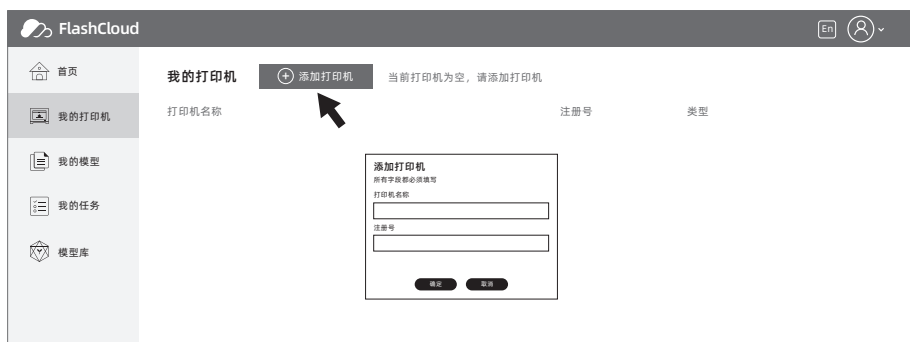 FlashCloud
En
首页
我的打印机
我的模型
我的任务
模型库
我的打印机
添加打印机
当前打印机为空，请添加打印机
打印机名称
注册号
类型
添加打印机
所有字段都必须填写
打印机名称
注册号
确定
取消